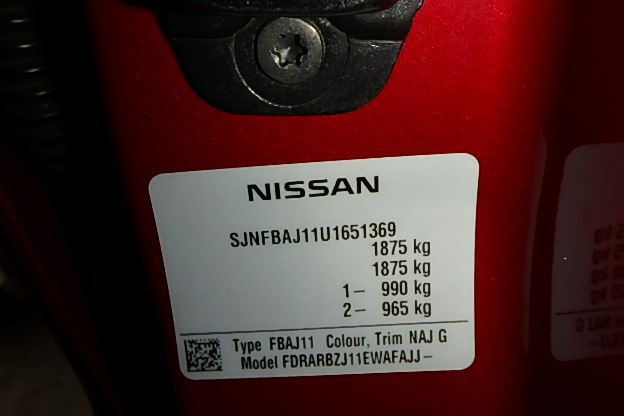 NISSAN
SJNFBAJ11U1651369
1875 kg
1875 kg
1– 990 kg
2– 965 kg
Type FBAJ11 Colour, Trim NAJ G
Model FDRARBZJ11EWAFAJJ–